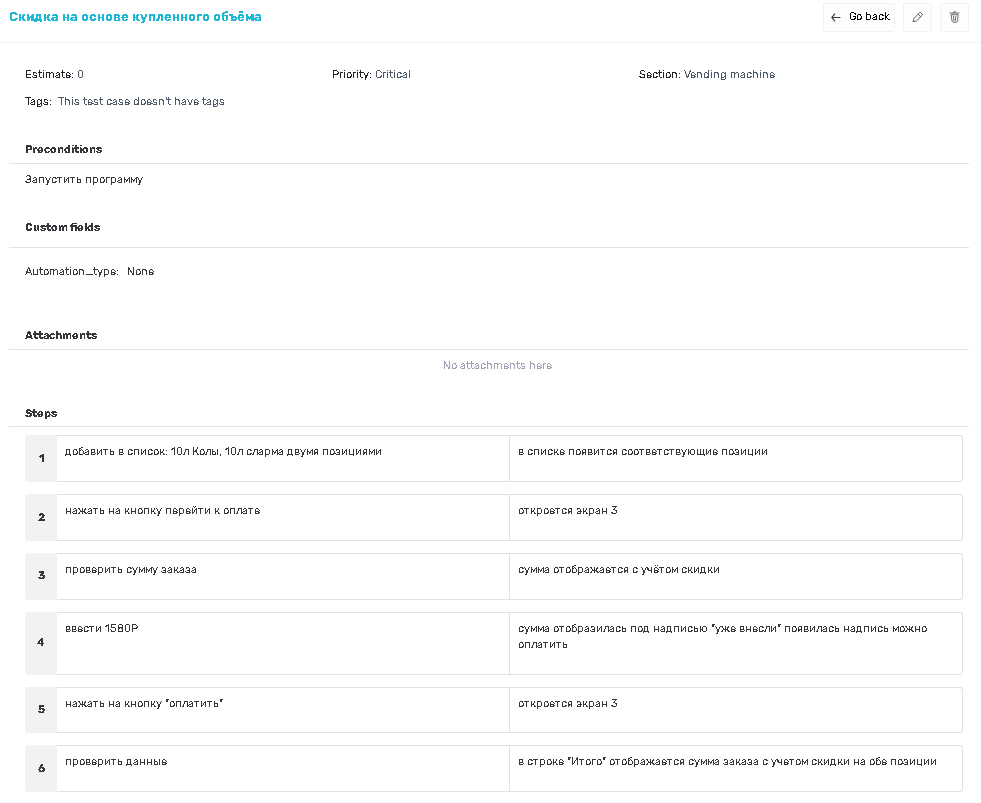 Скидка на основе купленного объёма
Go back
Estimate: 0
Priority: Critical
Section: Vending machine
Tags: This test case doesn't have tags
Preconditions
Запустить программу
Custom fields
Automation_type: None
Attachments
No attachments here
Steps
1 добавить в список: 10л Колы, 10л сларма двумя позициями
в списке появится соответствующие позиции
2 нажать на кнопку перейти к оплате
откроется экран 3
3 проверить сумму заказа
сумма отображается с учётом скидки
4 ввести 1580Р
сумма отобразилась под надписью "уже внесли" появилась надпись можно
оплатить
5 нажать на кнопку "оплатить"
откроется экран 3
6 проверить данные
в строке "Итого" отображается сумма заказа с учетом скидки на обе позиции